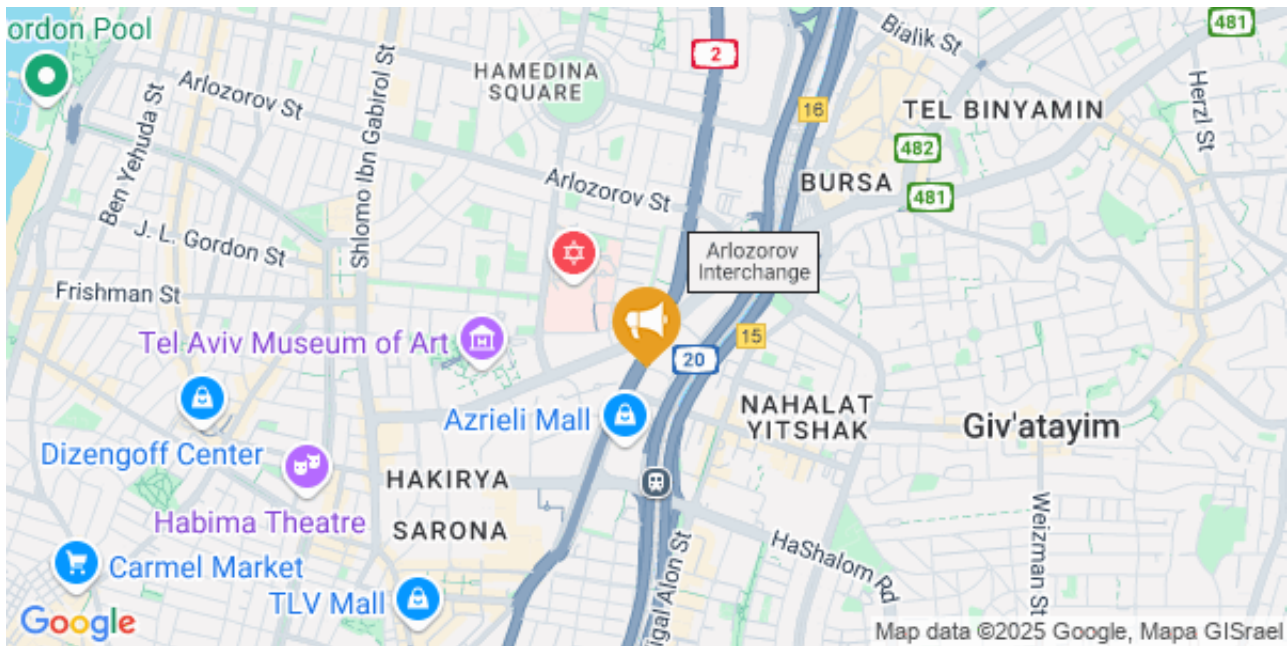 ordon Pool
Arlozorov St
Ben Yehuda St
Shlomo Ibn Gabirol St
HAMEDINA
SQUARE
2
16
Bialik St
481
Herzl St
TEL BINYAMIN
482
BURSA
481
Arlozorov St
J. L. Gordon St
Frishman St
Arlozorov
Interchange
Tel Aviv Museum of Art
20
15
Azrieli Mall
NAHALAT
YITSHAK
Giv'atayim
Dizengoff Center
HAKIRYA
Habima Theatre
SARONA
Carmel Market
TLV Mall
igal Alon St
HaShalom Rd
Weizman St
Google
Map data ©2025 Google, Mapa GISrael